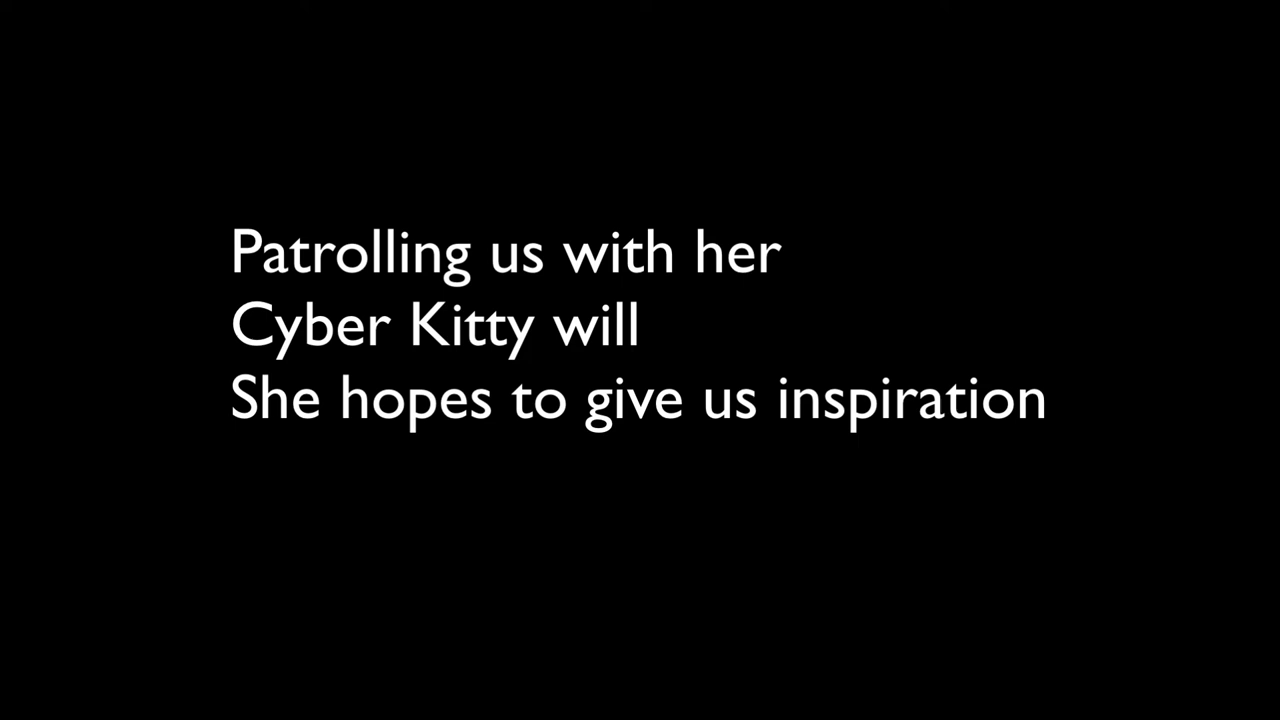 Patrolling us with her
Cyber Kitty will
She hopes to give us inspiration